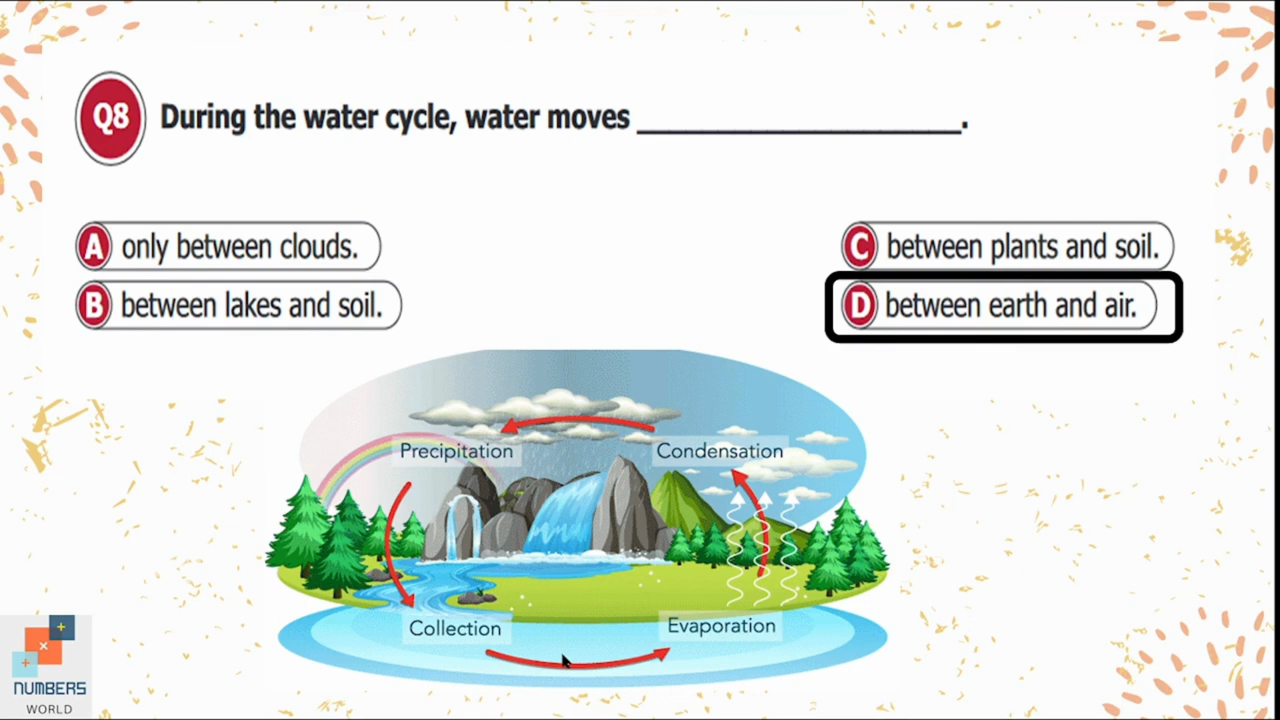 Q8 During the water cycle, water moves ____________________.
A only between clouds.
C between plants and soil.
B between lakes and soil.
D between earth and air.
Precipitation
Condensation
Collection
Evaporation
NUMBERS
WORLD